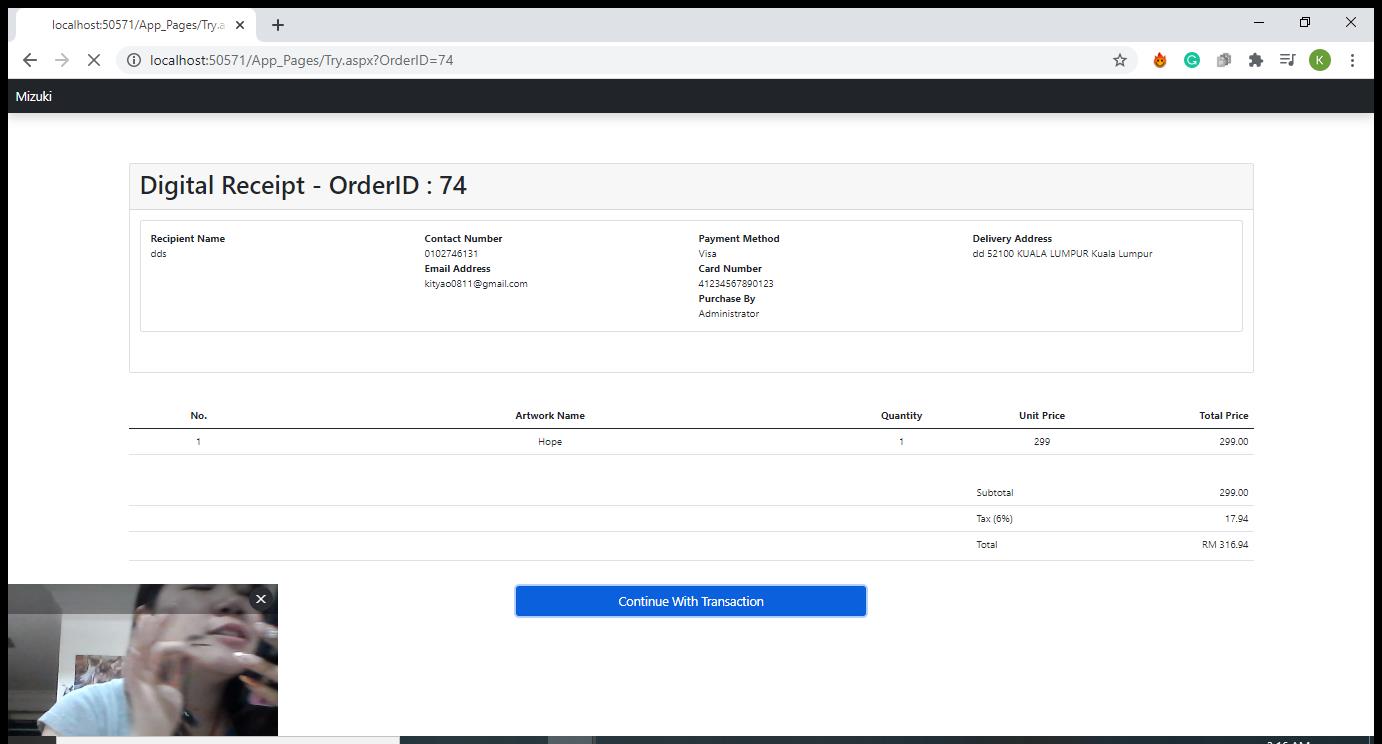 localhost:50571/App_Pages/Try.a
localhost:50571/App_Pages/Try.aspx?OrderID=74
K
Mizuki
Digital Receipt - OrderID : 74
Recipient Name
dds
Contact Number
0102746131
Email Address
kityao0811@gmail.com
Payment Method
Visa
Card Number
41234567890123
Purchase By
Administrator
Delivery Address
dd 52100 KUALA LUMPUR Kuala Lumpur
No. Artwork Name Quantity Unit Price Total Price
1 Hope 1 299 299.00
Subtotal 299.00
Tax (6%) 17.94
Total RM 316.94
Continue With Transaction